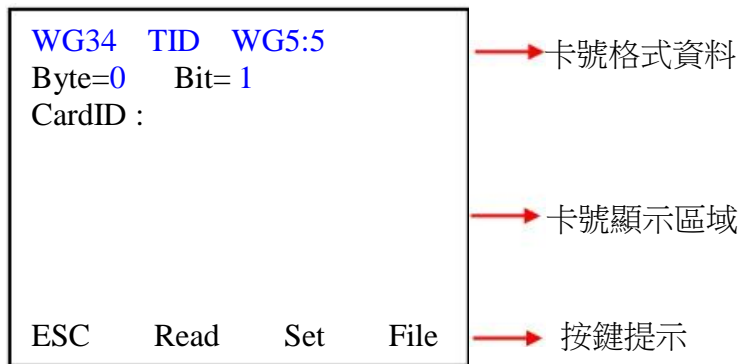 WG34 TID WG5:5
卡號格式資料
Byte=0 Bit= 1
CardID :
卡號顯示區域
ESC Read Set File
按鍵提示